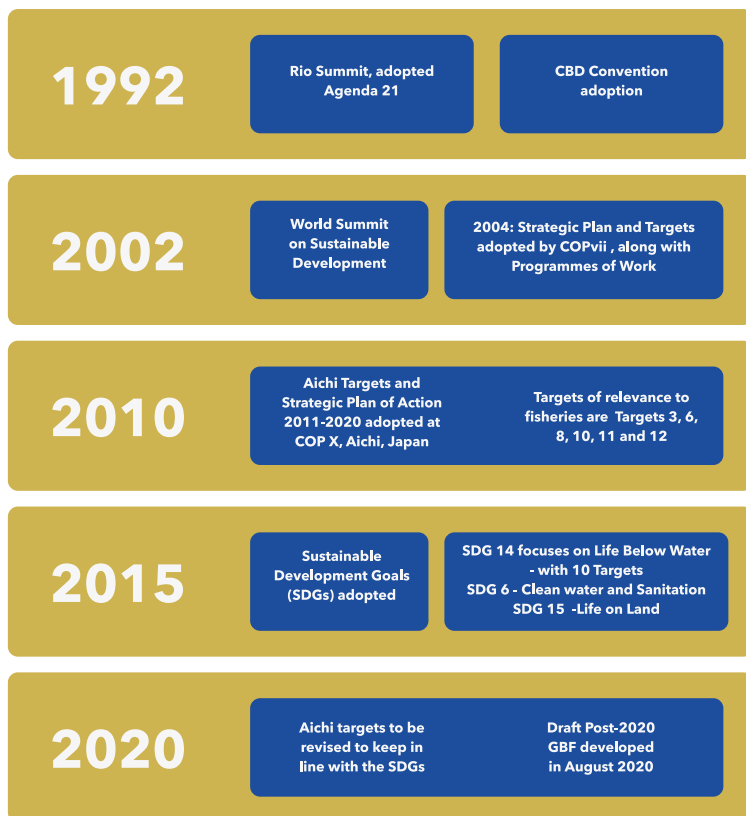 1992
Rio Summit, adopted
Agenda 21
CBD Convention
adoption
2002
World Summit
on Sustainable
Development
2004: Strategic Plan and Targets
adopted by COPvii , along with
Programmes of Work
2010
Aichi Targets and
Strategic Plan of Action
2011-2020 adopted at
COP X, Aichi, Japan
Targets of relevance to
fisheries are Targets 3, 6,
8, 10, 11 and 12
2015
Sustainable
Development Goals
(SDGs) adopted
SDG 14 focuses on Life Below Water
- with 10 Targets
SDG 6 - Clean water and Sanitation
SDG 15 -Life on Land
2020
Aichi targets to be
revised to keep in
line with the SDGs
Draft Post-2020
GBF developed
in August 2020